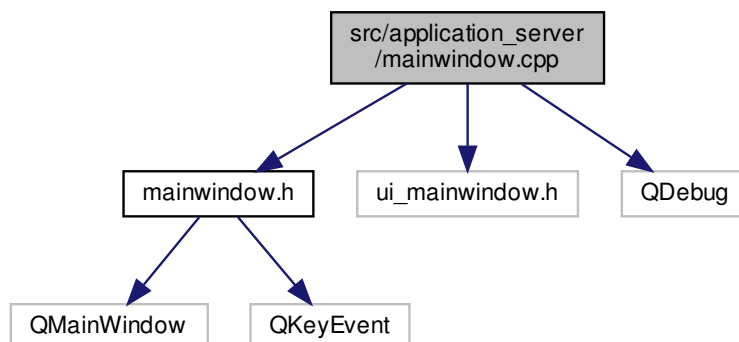 src/application_server
/mainwindow.cpp
mainwindow.h
ui_mainwindow.h
QDebug
QMainWindow
QKeyEvent